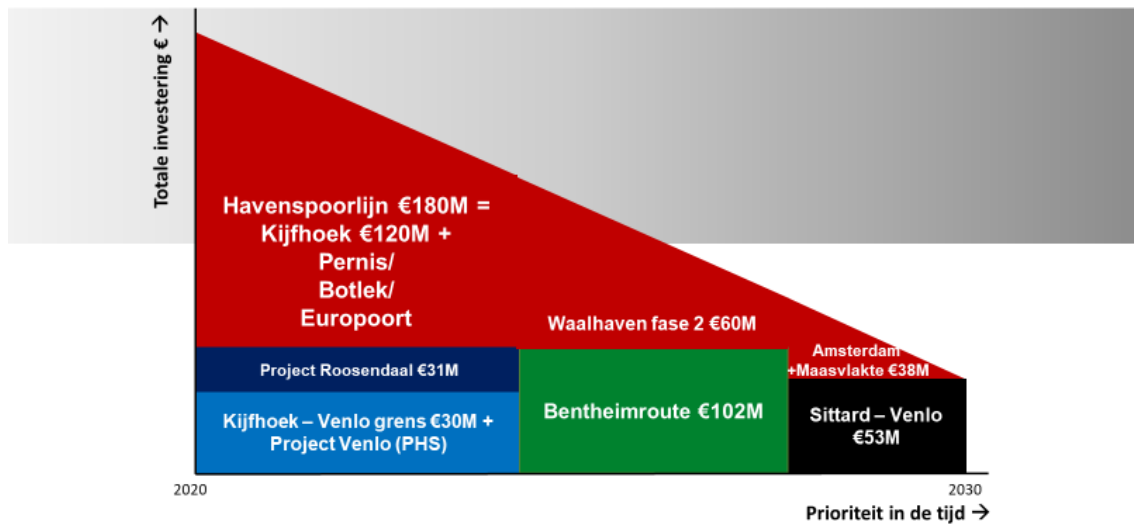 Totale investering € →
Havenspoorlijn €180M =
Kijfhoek €120M +
Pernis/
Botlek/
Europoort
Waalhaven fase 2 €60M
Amsterdam
+Maasvlakte €38M
Project Roosendaal €31M
Kijfhoek – Venlo grens €30M +
Project Venlo (PHS)
Bentheimroute €102M
Sittard – Venlo
€53M
2020
2030
Prioriteit in de tijd →